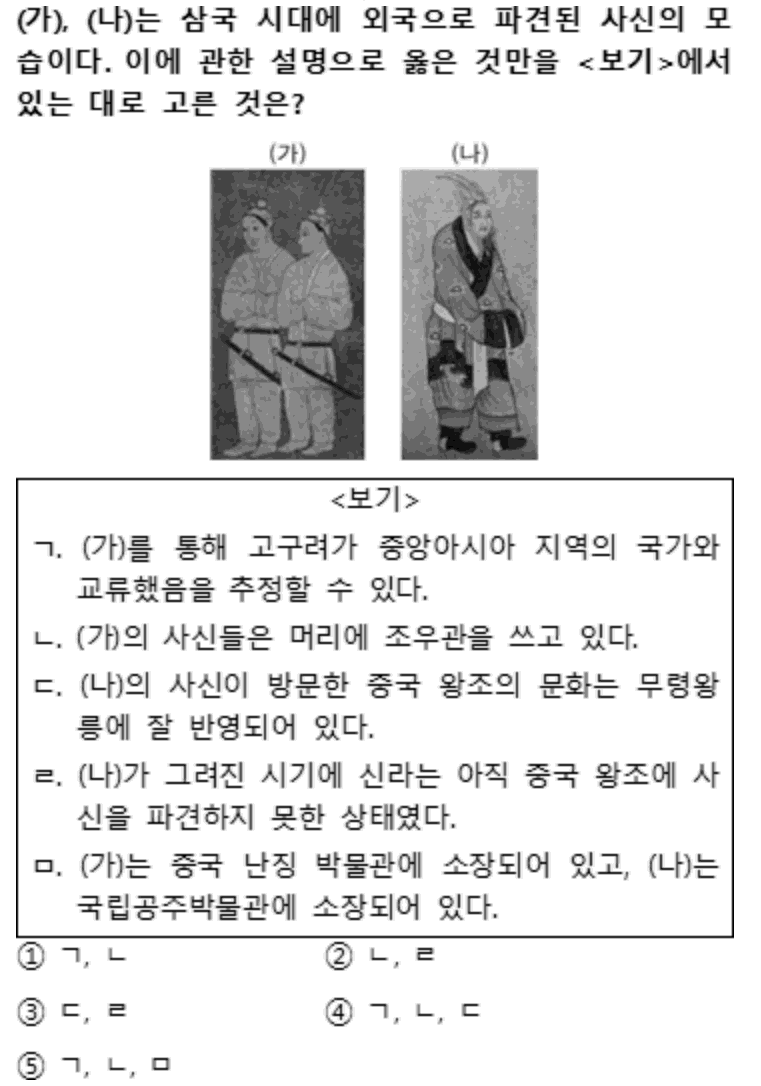 (가), (나)는 삼국 시대에 외국으로 파견된 사신의 모
습이다. 이에 관한 설명으로 옳은 것만을 <보기>에서
있는 대로 고른 것은?
(가) (나)
<보기>
ㄱ. (가)를 통해 고구려가 중앙아시아 지역의 국가와
교류했음을 추정할 수 있다.
ㄴ. (가)의 사신들은 머리에 조우관을 쓰고 있다.
ㄷ. (나)의 사신이 방문한 중국 왕조의 문화는 무령왕
릉에 잘 반영되어 있다.
ㄹ. (나)가 그려진 시기에 신라는 아직 중국 왕조에 사
신을 파견하지 못한 상태였다.
ㅁ. (가)는 중국 난징 박물관에 소장되어 있고, (나)는
국립공주박물관에 소장되어 있다.
① ㄱ, ㄴ ② ㄴ, ㄹ
③ ㄷ, ㄹ ④ ㄱ, ㄴ, ㄷ
⑤ ㄱ, ㄴ, ㅁ